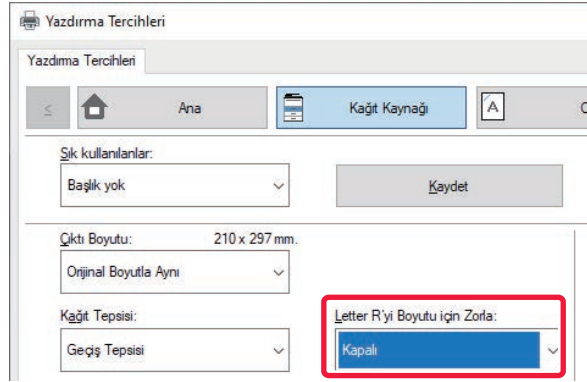 Yazdırma Tercihleri
Yazdırma Tercihleri
<
Ana
Kağıt Kaynağı
A
Sık kullanılanlar:
Başlık yok
Kaydet
Çıktı Boyutu: 210 x 297 mm.
Orijinal Boyutla Aynı
Kağıt Tepsisi:
Letter R'yi Boyutu için Zorla:
Geçiş Tepsisi
Kapalı